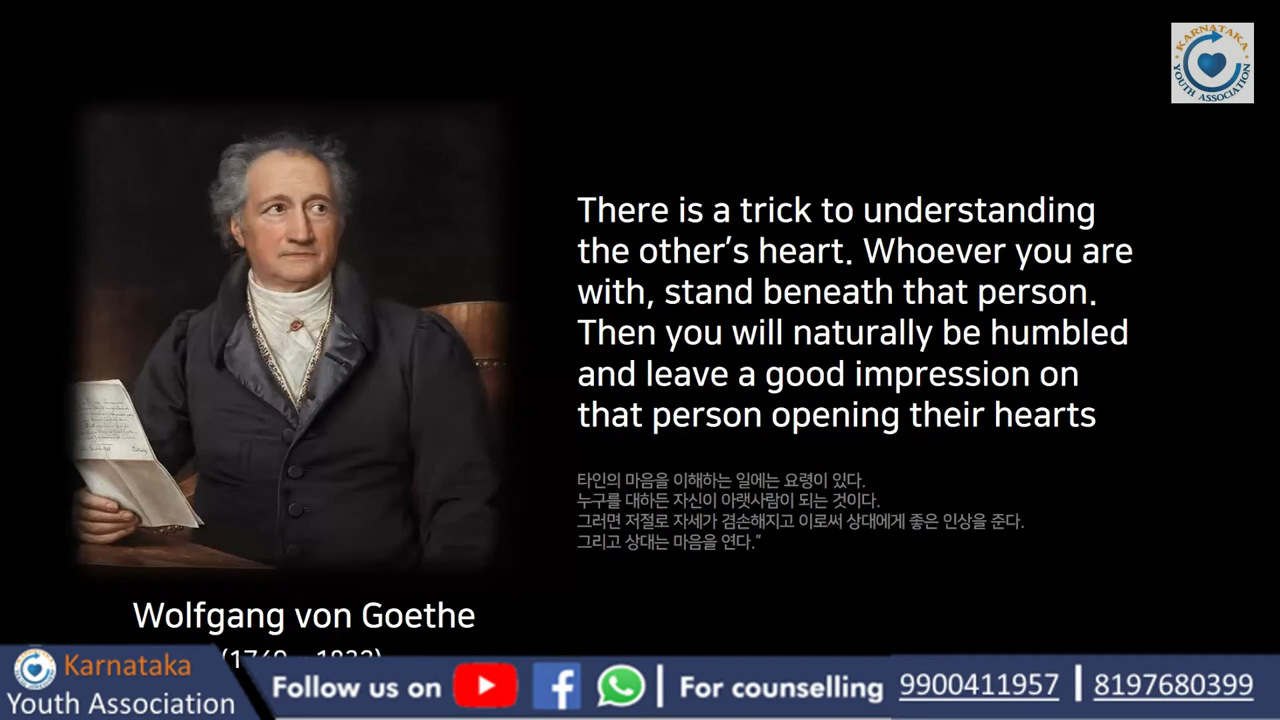 KARNATAKA
YOUTH ASSOCIATION
There is a trick to understanding
the other's heart. Whoever you are
with, stand beneath that person.
Then you will naturally be humbled
and leave a good impression on
that person opening their hearts
타인의 마음을 이해하는 일에는 요령이 있다.
누구를 대하든 자신이 아랫사람이 되는 것이다.
그러면 저절로 자세가 겸손해지고 이로써 상대에게 좋은 인상을 준다.
그리고 상대는 마음을 연다.”
Wolfgang von Goethe
Karnataka
Youth Association
Follow us on | For counselling 9900411957 | 8197680399